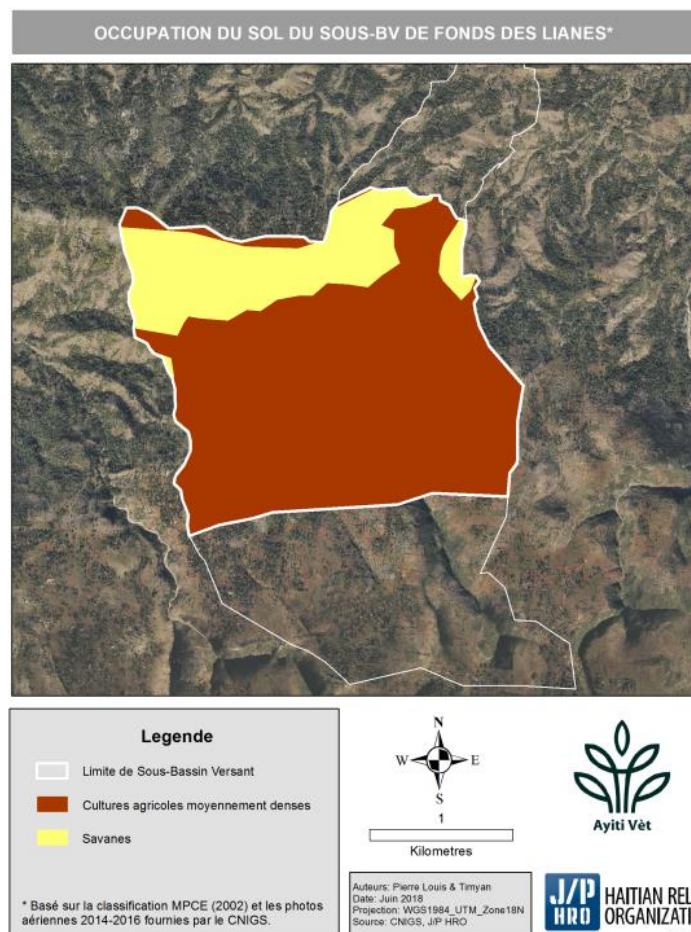 OCCUPATION DU SOL DU SOUS-BV DE FONDS DES LIANES*
Legende
Limite de Sous-Bassin Versant
Cultures agricoles moyennement denses
Savanes
* Basé sur la classification MPCE (2002) et les photos
aériennes 2014-2016 fournies par le CNIGS.
N
W E
S
1
Kilometres
Auteurs: Pierre Louis & Timyan
Date: Juin 2018
Projection: WGS1984_UTM_Zone18N
Source: CNIGS, J/P HRO
Ayiti Vèt
J/P
HRO
HAITIAN REL
ORGANIZATI